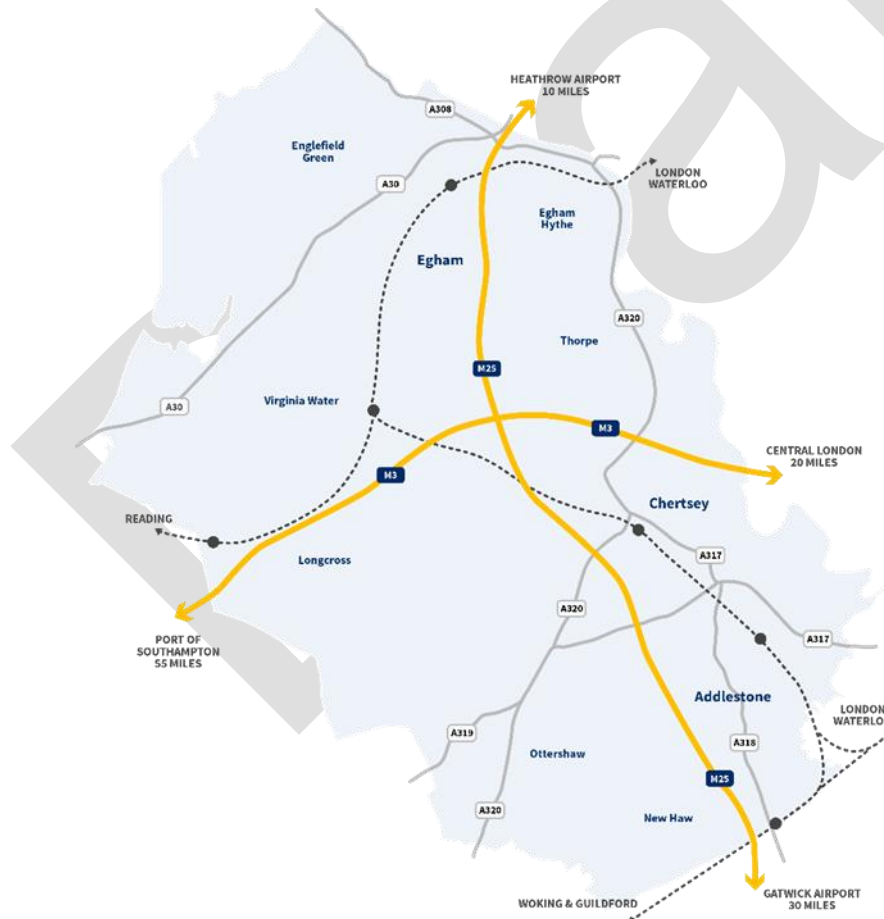 HEATHROW AIRPORT
10 MILES
A308
Englefield
Green
A30
LONDON
WATERLOO
Egham
Hythe
Egham
A320
Thorpe
M25
Virginia Water
A30
M3
CENTRAL LONDON
20 MILES
M3
Chertsey
READING
Longcross
A317
A320
PORT OF
SOUTHAMPTON
55 MILES
A317
Addlestone
LONDON
WATERLO
A319
A318
Ottershaw
M25
A320
New Haw
GATWICK AIRPORT
30 MILES
WOKING & GUILDFORD